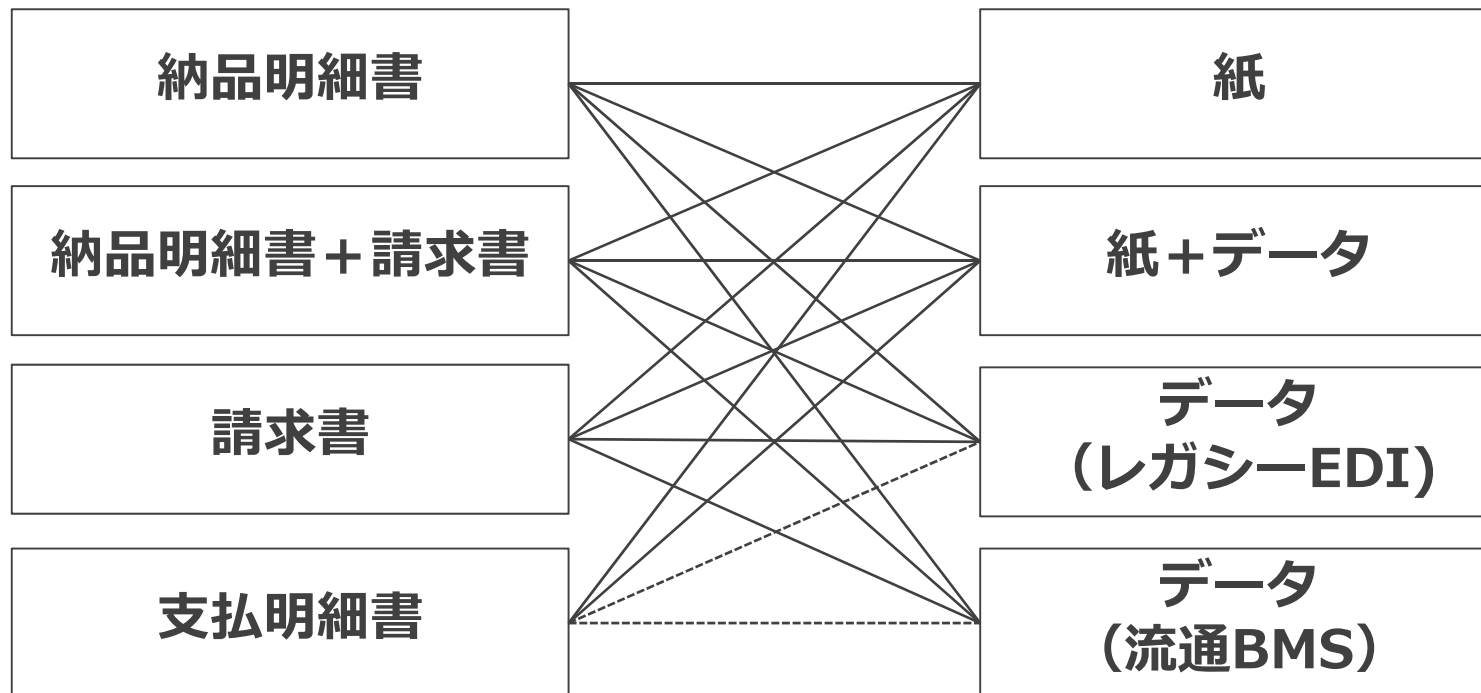 納品明細書
紙
納品明細書+請求書
紙+データ
請求書
データ
(レガシーEDI)
支払明細書
データ
(流通BMS)